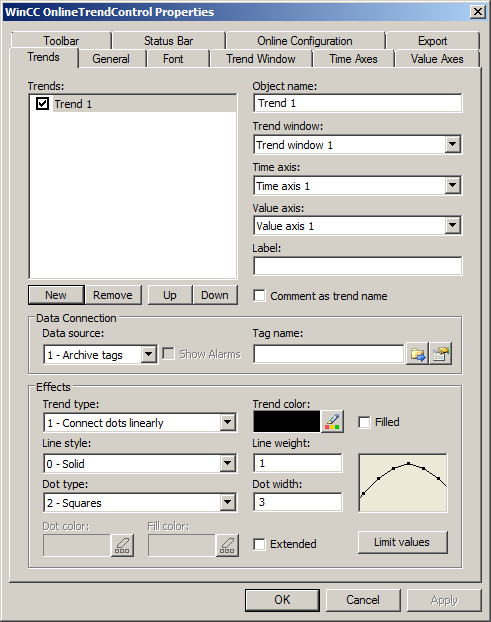 WinCC OnlineTrendControl Properties
Toolbar Status Bar Online Configuration Export
Trends General Font Trend Window Time Axes Value Axes
Trends:
Trend 1
New Remove Up Down
Object name:
Trend 1
Trend window:
Trend window 1
Time axis:
Time axis 1
Value axis:
Value axis 1
Label:
Comment as trend name
Data Connection
Data source: Tag name:
1 - Archive tags Show Alarms
Effects
Trend type: Trend color:
1 - Connect dots linearly Filled
Line style: Line weight:
0 - Solid 1
Dot type: Dot width:
2 - Squares 3
Dot color: Fill color:
Extended Limit values
OK Cancel Apply